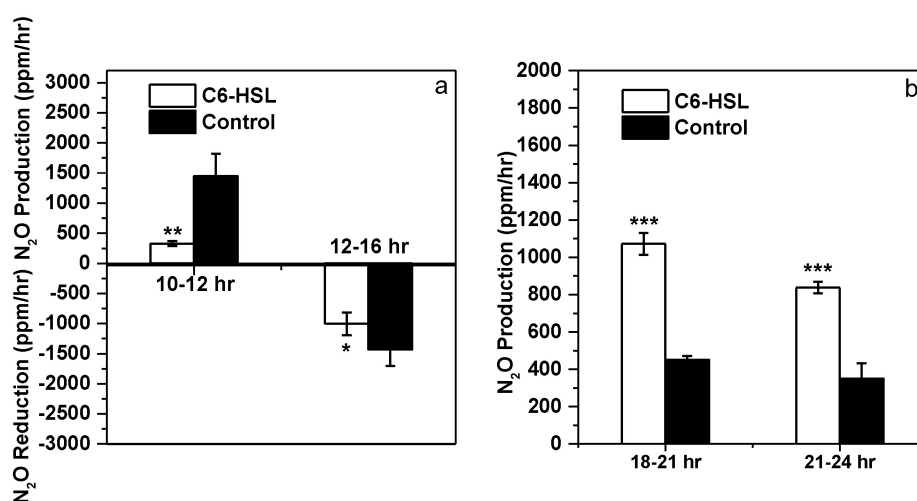 a
N2O Production (ppm/hr)
N2O Reduction (ppm/hr)
3000
2500
2000
1500
1000
500
0
-500
-1000
-1500
-2000
-2500
-3000
C6-HSL
Control
**
12-16 hr
10-12 hr
*
b
N2O Production (ppm/hr)
2000
1800
1600
1400
1200
1000
800
600
400
200
0
C6-HSL
Control
***
***
18-21 hr
21-24 hr